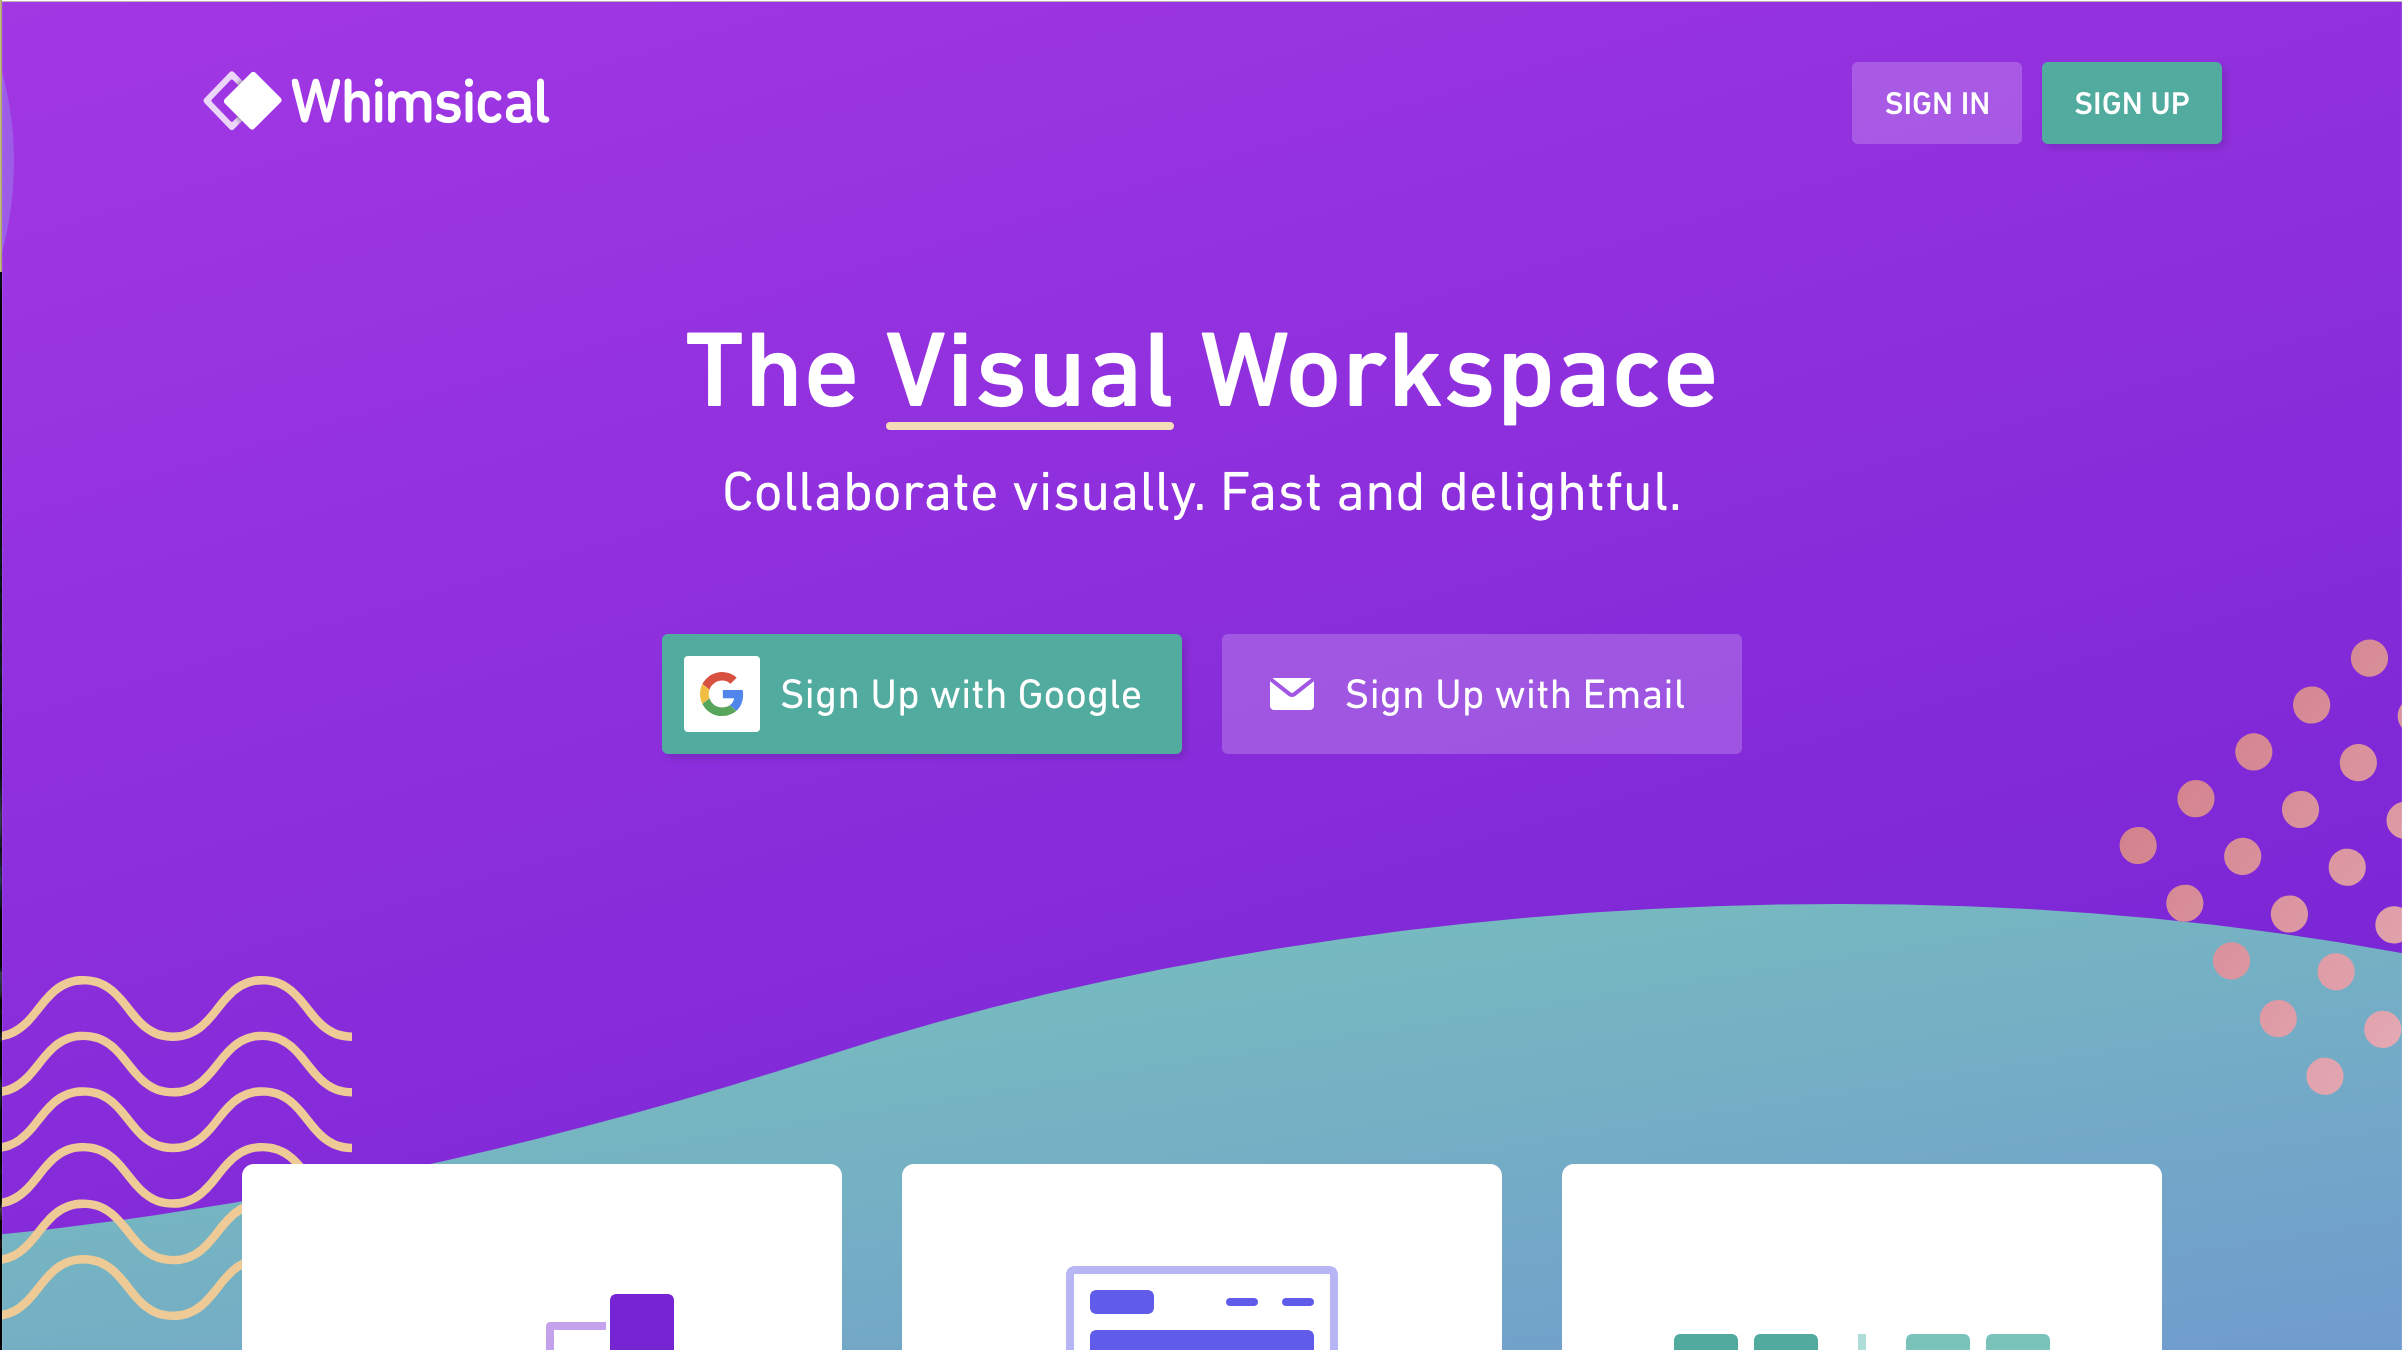 Whimsical
SIGN IN
SIGN UP
The Visual Workspace
Collaborate visually. Fast and delightful.
Sign Up with Google
Sign Up with Email